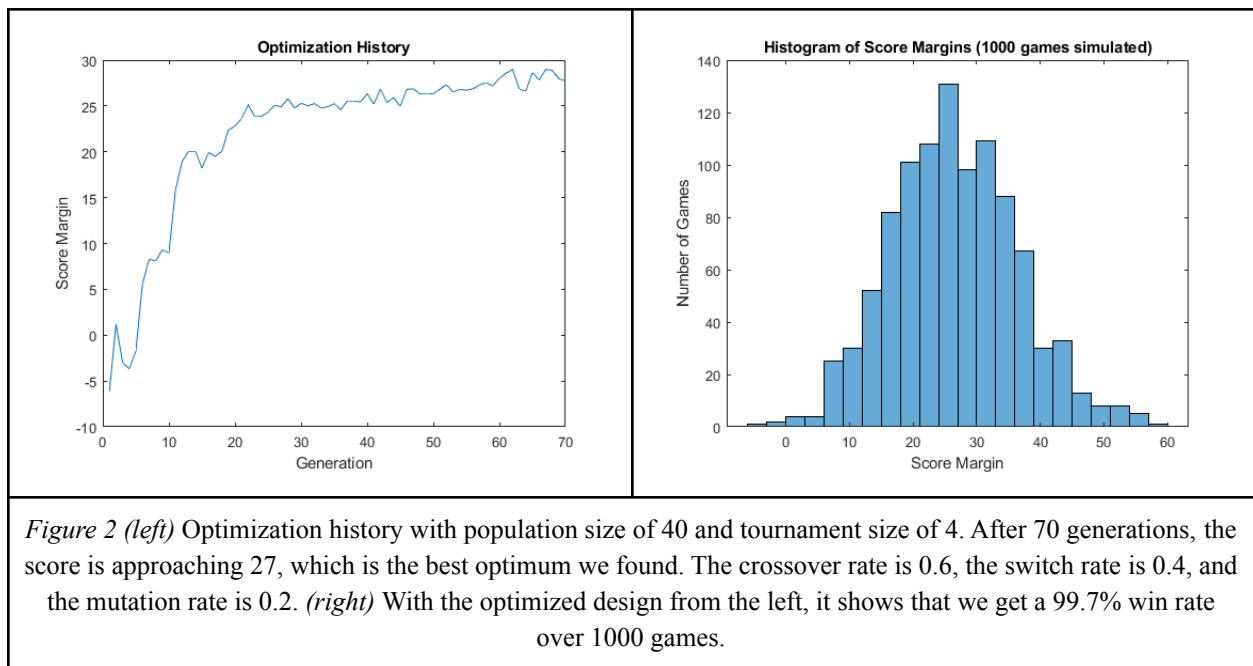 Optimization History
30
25
20
15
10
5
0
-5
-10
Score Margin
0 10 20 30 40 50 60 70
Generation
Histogram of Score Margins (1000 games simulated)
140
120
100
80
60
40
20
0
Number of Games
0 10 20 30 40 50 60
Score Margin
Figure 2 (left) Optimization history with population size of 40 and tournament size of 4. After 70 generations, the
score is approaching 27, which is the best optimum we found. The crossover rate is 0.6, the switch rate is 0.4, and
the mutation rate is 0.2. (right) With the optimized design from the left, it shows that we get a 99.7% win rate
over 1000 games.